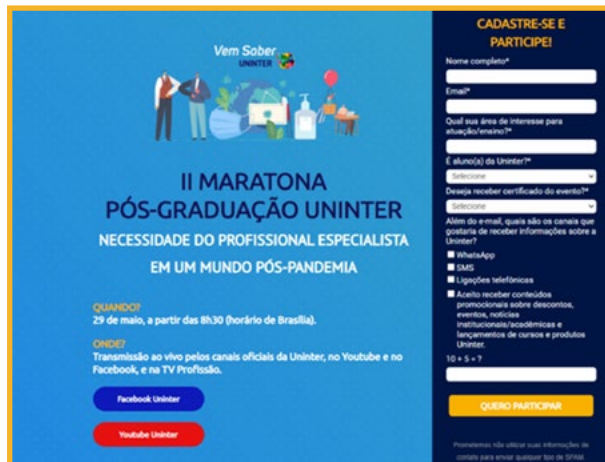 Vem Saber
UNINTER
II MARATONA
PÓS-GRADUAÇÃO UNINTER
NECESSIDADE DO PROFISSIONAL ESPECIALISTA
EM UM MUNDO PÓS-PANDEMIA
QUANDO?
29 de maio, a partir das 8h30 (horário de Brasília).
ONDE?
Transmissão ao vivo pelos canais oficiais da Uninter, no Youtube e no
Facebook, e na TV Profissão.
Facebook Uninter
Youtube Uninter
CADASTRE-SE E
PARTICIPE!
Nome completo*
Email*
Qual sua área de interesse para
atuação/ensino?*
É aluno(a) da Uninter?*
Selecione
Deseja receber certificado do evento?*
Selecione
Além do e-mail, quais são os canais que
gostaria de receber informações sobre a
Uninter?
WhatsApp
SMS
Ligações telefônicas
Aceito receber conteúdos
promocionais sobre descontos,
eventos, notícias
institucionais/acadêmicas e
lançamentos de cursos e produtos
Uninter.
10 + 5 = ?
QUERO PARTICIPAR
Prometemos não utilizar suas informações de
contato para enviar qualquer tipo de SPAM.